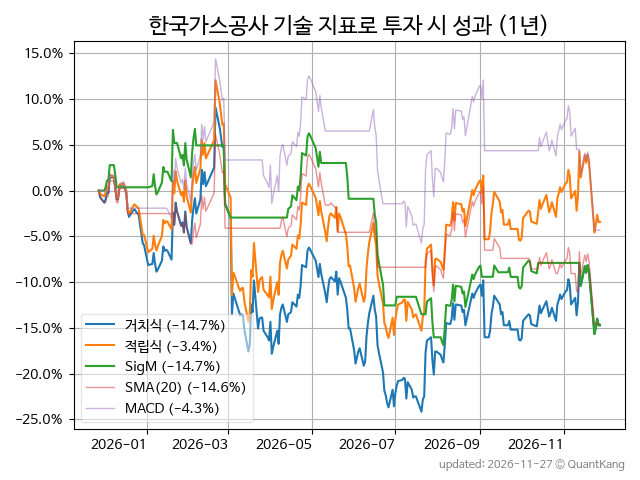 한국가스공사 기술 지표로 투자 시 성과 (1년)
15.0%
10.0%
5.0%
0.0%
−5.0%
−10.0%
−15.0%
−20.0%
−25.0%
거치식 (−14.7%)
적립식 (−3.4%)
SigM (−14.7%)
SMA(20) (−14.6%)
MACD (−4.3%)
2026-01 2026-03 2026-05 2026-07 2026-09 2026-11
updated: 2026-11-27 © QuantKang